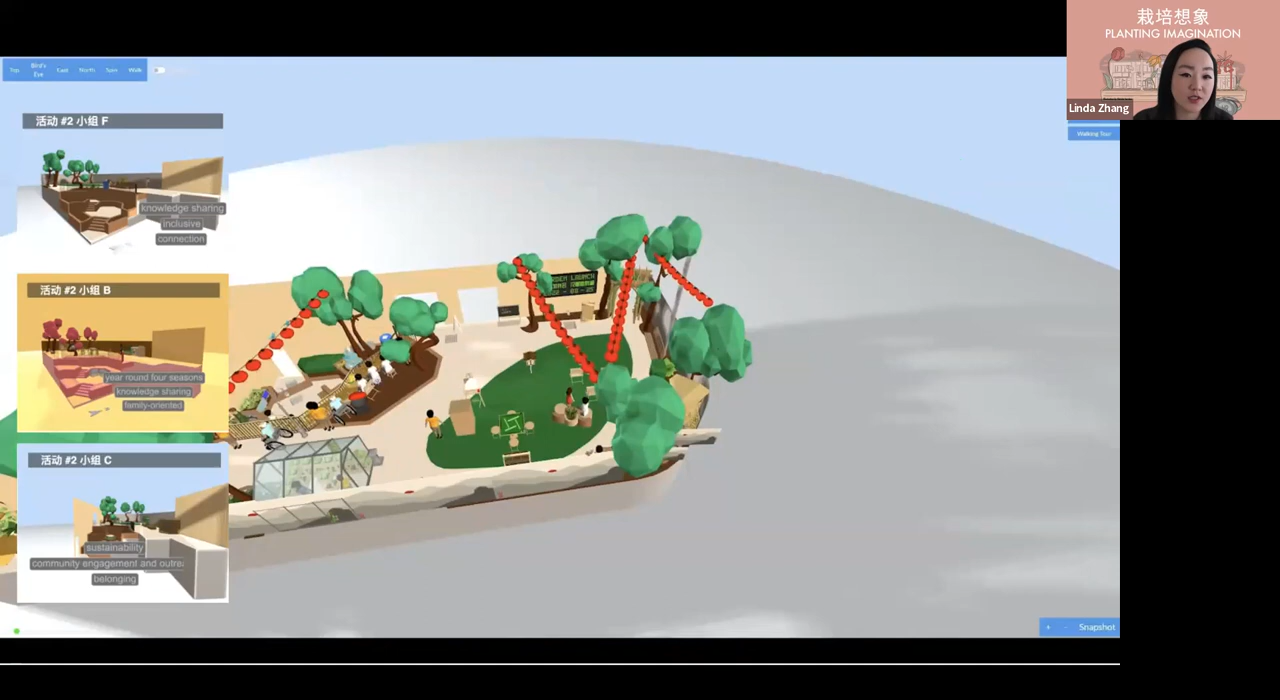 栽培想象
PLANTING IMAGINATION
Linda Zhang
Top
Bird's
Eye
East
North
Walk
Walking Tour
活动 #2 小组 F
knowledge sharing
inclusive
connection
活动 #2 小组 B
year round four seasons
knowledge sharing
family-oriented
活动 #2 小组 C
sustainability
community engagement and outrea
belonging
+
-
Snapshot